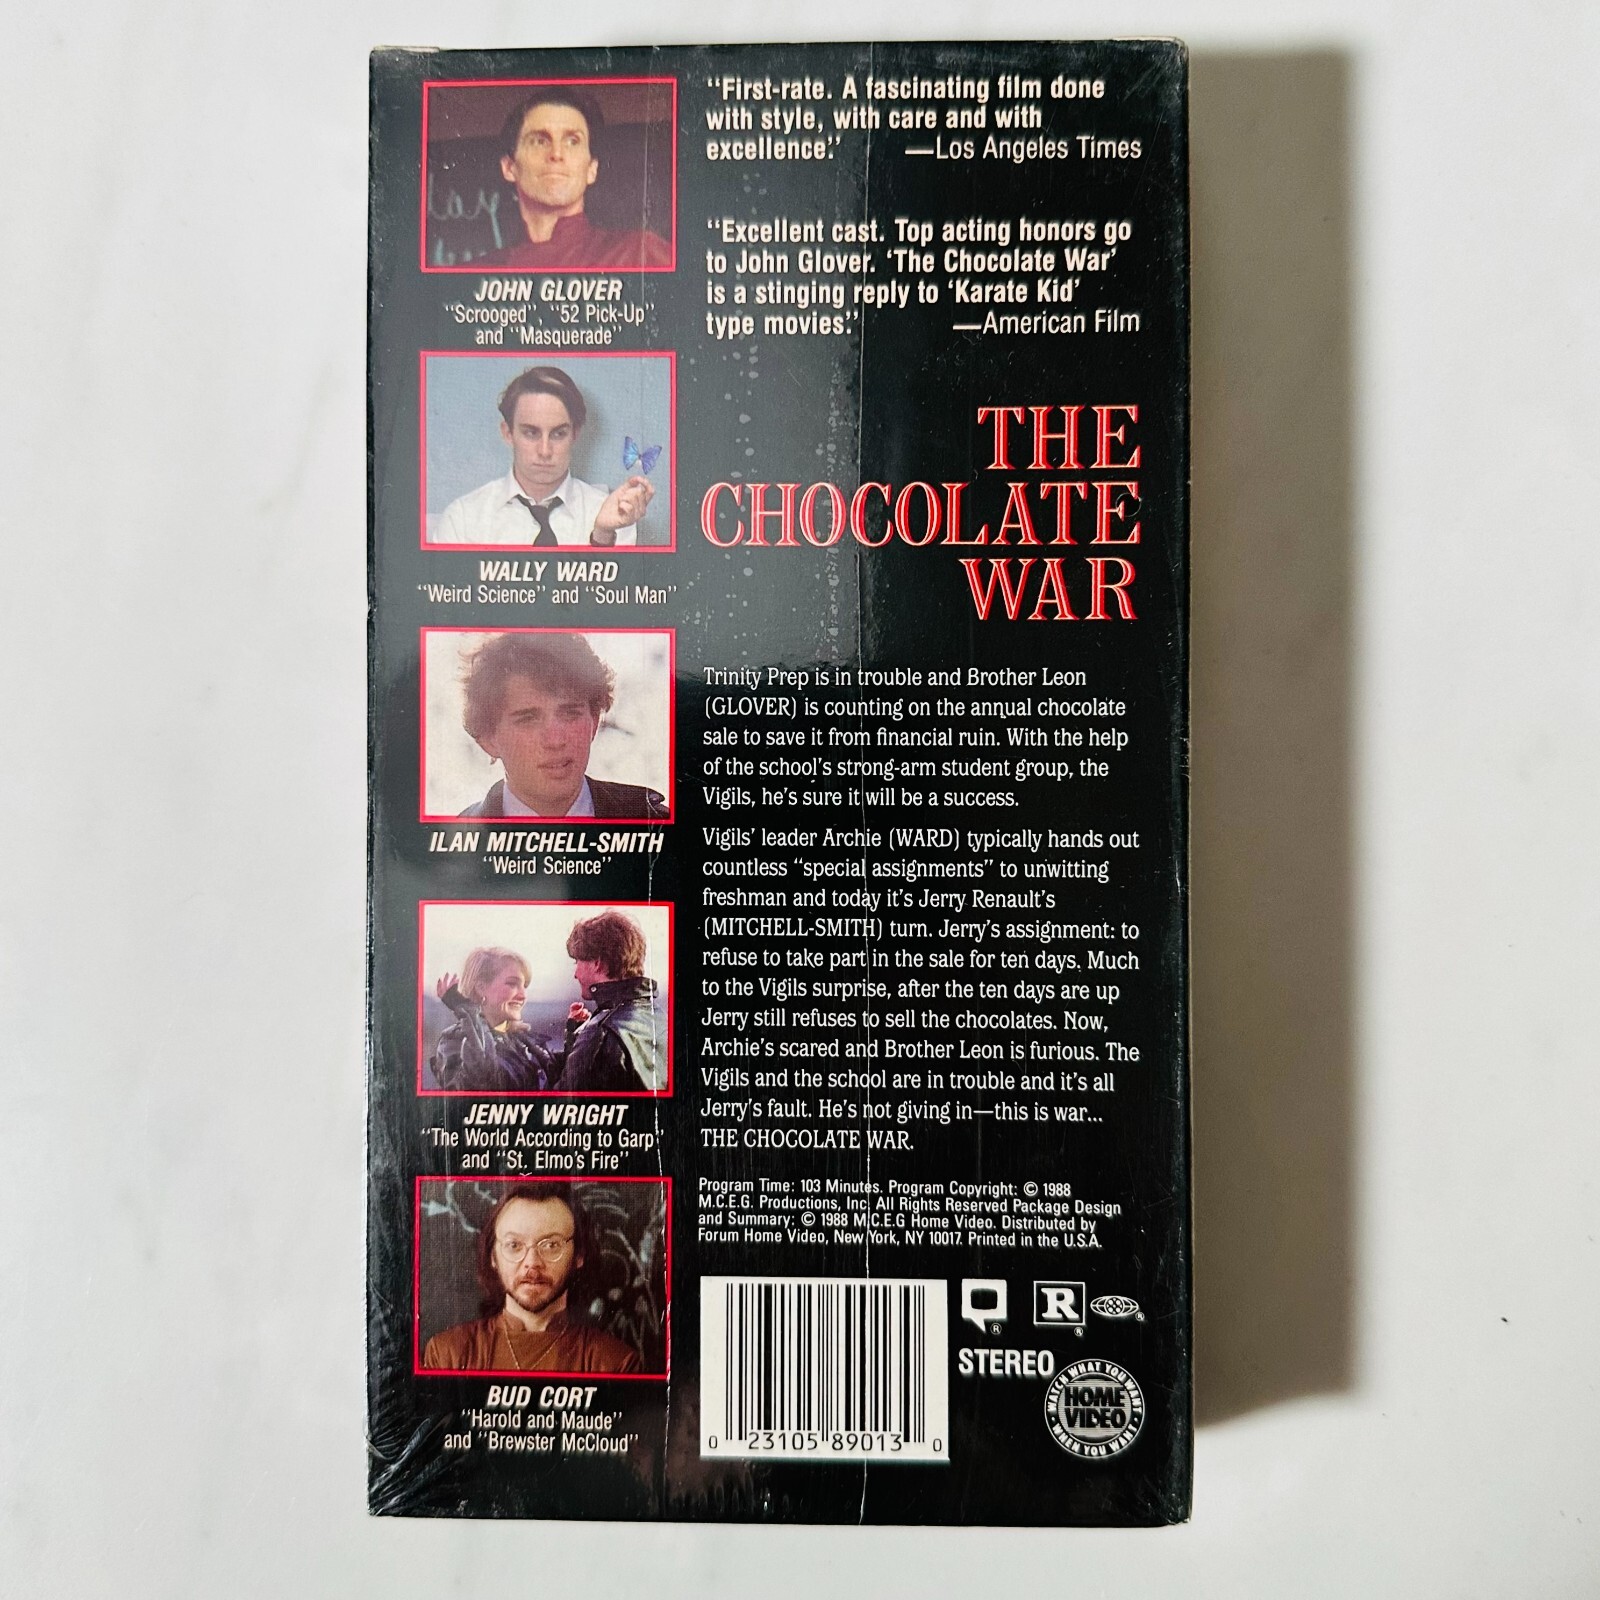 JOHN GLOVER
"Scrooged", "52 Pick-Up"
and "Masquerade"
WALLY WARD
"Weird Science" and "Soul Man"
ILAN MITCHELL-SMITH
"Weird Science"
JENNY WRIGHT
"The World According to Garp"
and "St. Elmo's Fire"
BUD CORT
"Harold and Maude"
and "Brewster McCloud"
"First-rate. A fascinating film done
with style, with care and with
excellence." —Los Angeles Times
"Excellent cast. Top acting honors go
to John Glover. 'The Chocolate War'
is a stinging reply to 'Karate Kid'
type movies." —American Film
THE
CHOCOLATE
WAR
Trinity Prep is in trouble and Brother Leon
(GLOVER) is counting on the annual chocolate
sale to save it from financial ruin. With the help
of the school's strong-arm student group, the
Vigils, he's sure it will be a success.
Vigils' leader Archie (WARD) typically hands out
countless "special assignments" to unwitting
freshman and today it's Jerry Renault's
(MITCHELL-SMITH) turn. Jerry's assignment: to
refuse to take part in the sale for ten days. Much
to the Vigils surprise, after the ten days are up
Jerry still refuses to sell the chocolates. Now,
Archie's scared and Brother Leon is furious. The
Vigils and the school are in trouble and it's all
Jerry's fault. He's not giving in—this is war...
THE CHOCOLATE WAR.
Program Time: 103 Minutes. Program Copyright: © 1988
M.C.E.G. Productions, Inc. All Rights Reserved Package Design
and Summary: © 1988 M.C.E.G Home Video. Distributed by
Forum Home Video, New York, NY 10017. Printed in the U.S.A.
0 23105 89013 0
® R ® ®
STEREO
WATCH WHAT YOU WANT
HOME
VIDEO
WHEN YOU WANT